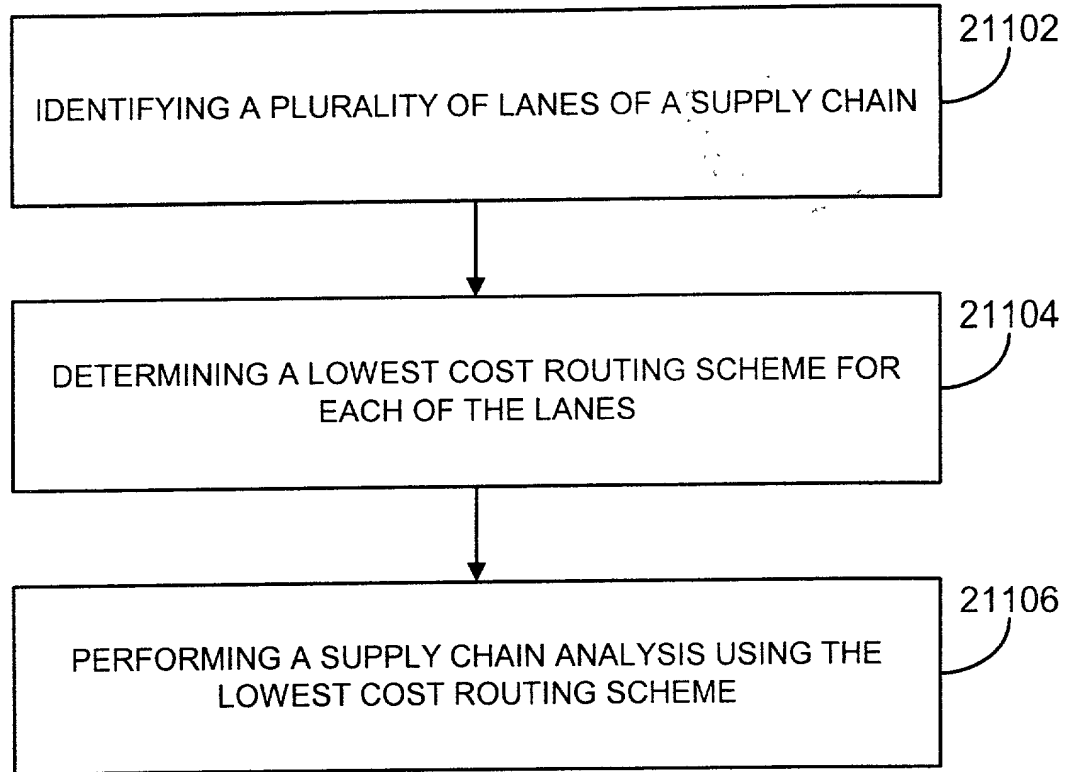 21102
IDENTIFYING A PLURALITY OF LANES OF A SUPPLY CHAIN
21104
DETERMINING A LOWEST COST ROUTING SCHEME FOR
EACH OF THE LANES
21106
PERFORMING A SUPPLY CHAIN ANALYSIS USING THE
LOWEST COST ROUTING SCHEME